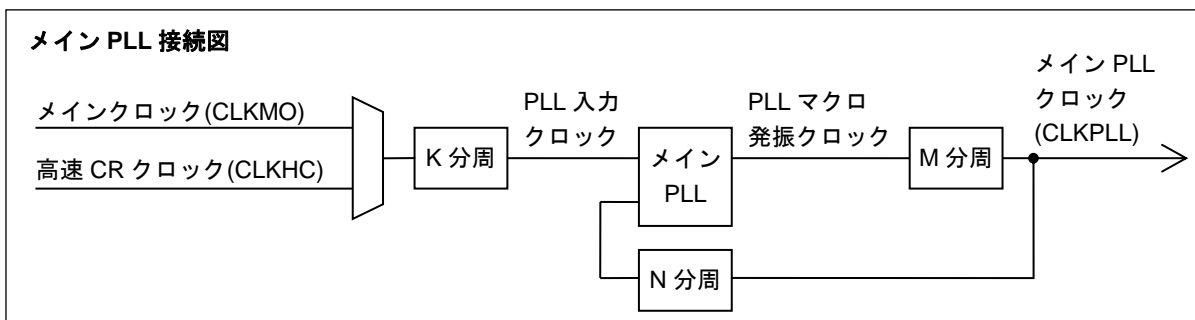 メイン PLL 接続図
メインクロック(CLKMO)
高速 CR クロック(CLKHC)
K 分周
PLL 入力
クロック
メイン
PLL
PLL マクロ
発振クロック
M 分周
メイン PLL
クロック
(CLKPLL)
N 分周